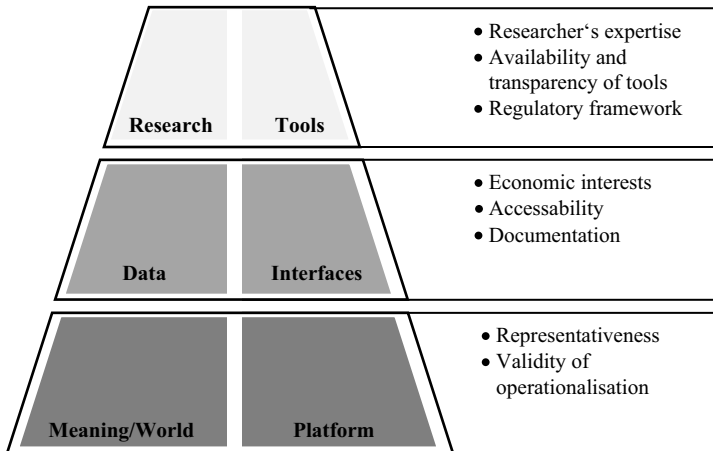 Research Tools
• Researcher‘s expertise
• Availability and
transparency of tools
• Regulatory framework
Data Interfaces
• Economic interests
• Accessability
• Documentation
Meaning/World Platform
• Representativeness
• Validity of
operationalisation